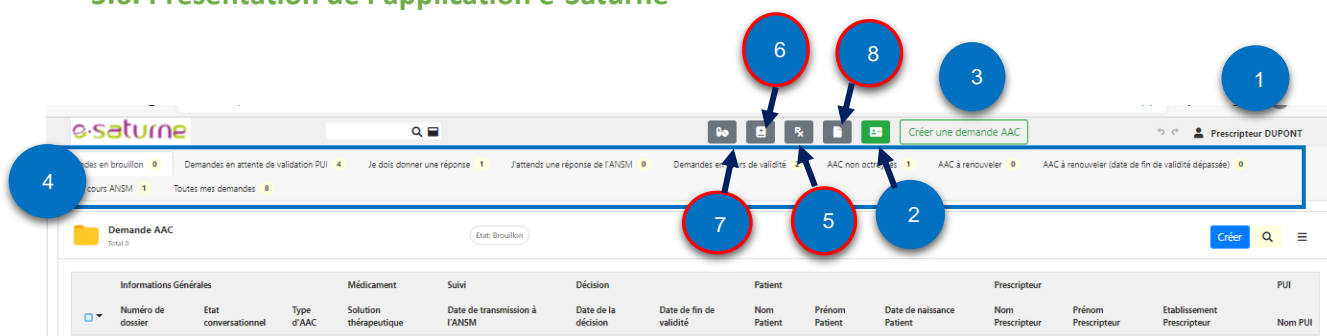 6
8
3
1
e-saturne
Créer une demande AAC
Prescripteur DUPONT
des en brouillon 0 Demandes en attente de validation PUI 4 Je dois donner une réponse 1 J'attends une réponse de l'ANSM 0 Demandes en rs de validité AAC non octroyées 1 AAC à renouveler 0 AAC à renouveler (date de fin de validité dépassée) 0
4
cours ANSM 1 Toutes mes demandes 8
7
5
2
Demande AAC
Total 0
Etat: Brouillon
Créer
Informations Générales Médicament Suivi Décision Patient Prescripteur PUI
Numéro de dossier Etat conversationnel Type d'AAC Solution thérapeutique Date de transmission à l'ANSM Date de la décision Date de fin de validité Nom Patient Prénom Patient Date de naissance Patient Nom Prescripteur Prénom Prescripteur Etablissement Prescripteur Nom PUI